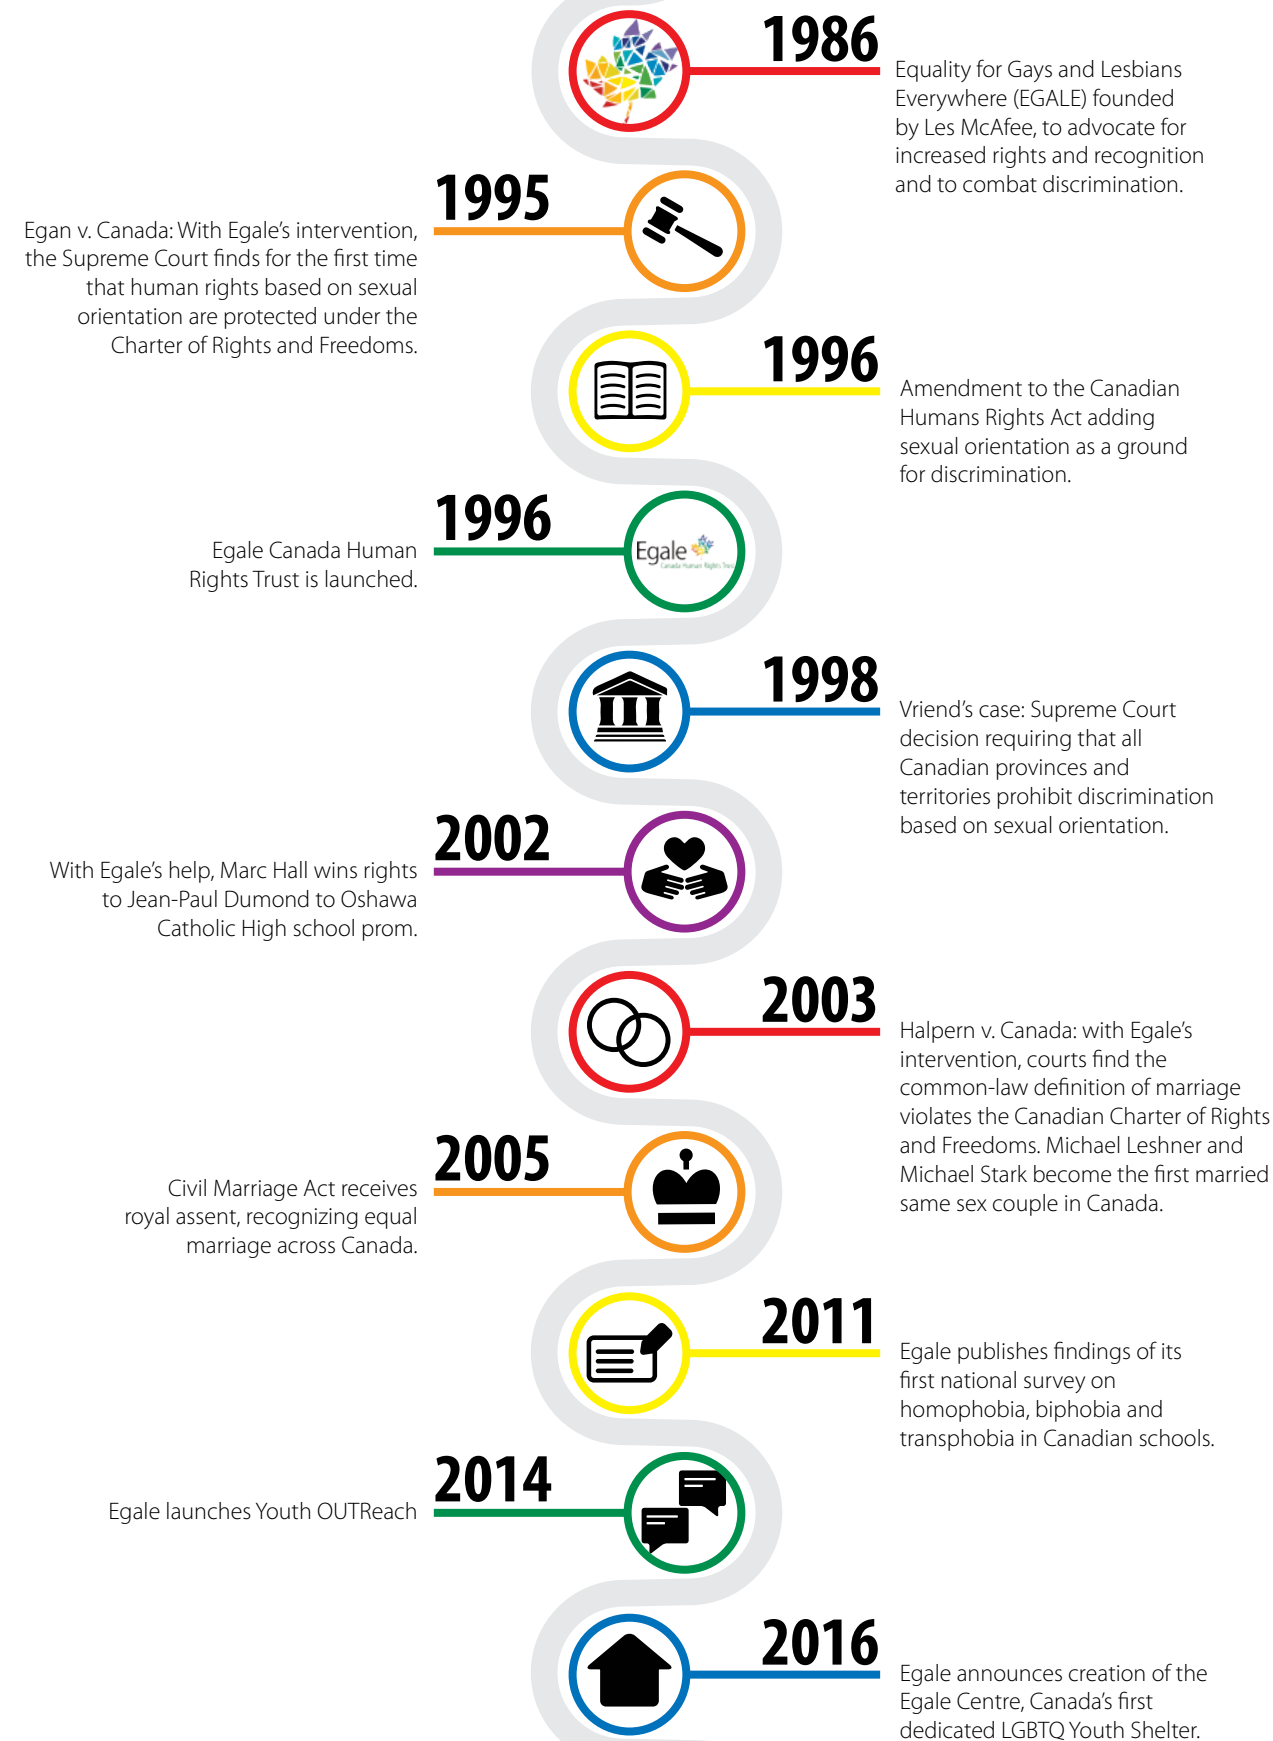 1986
Equality for Gays and Lesbians
Everywhere (EGALE) founded
by Les McAfee, to advocate for
increased rights and recognition
and to combat discrimination.
1995
Egan v. Canada: With Egale’s intervention,
the Supreme Court finds for the first time
that human rights based on sexual
orientation are protected under the
Charter of Rights and Freedoms.
1996
Amendment to the Canadian
Humans Rights Act adding
sexual orientation as a ground
for discrimination.
1996
Egale Canada Human
Rights Trust is launched.
Egale
Canada Human Rights Trust
1998
Vriend’s case: Supreme Court
decision requiring that all
Canadian provinces and
territories prohibit discrimination
based on sexual orientation.
2002
With Egale’s help, Marc Hall wins rights
to Jean-Paul Dumond to Oshawa
Catholic High school prom.
2003
Halpern v. Canada: with Egale’s
intervention, courts find the
common-law definition of marriage
violates the Canadian Charter of Rights
and Freedoms. Michael Leshner and
Michael Stark become the first married
same sex couple in Canada.
2005
Civil Marriage Act receives
royal assent, recognizing equal
marriage across Canada.
2011
Egale publishes findings of its
first national survey on
homophobia, biphobia and
transphobia in Canadian schools.
2014
Egale launches Youth OUTReach
2016
Egale announces creation of the
Egale Centre, Canada’s first
dedicated LGBTQ Youth Shelter.